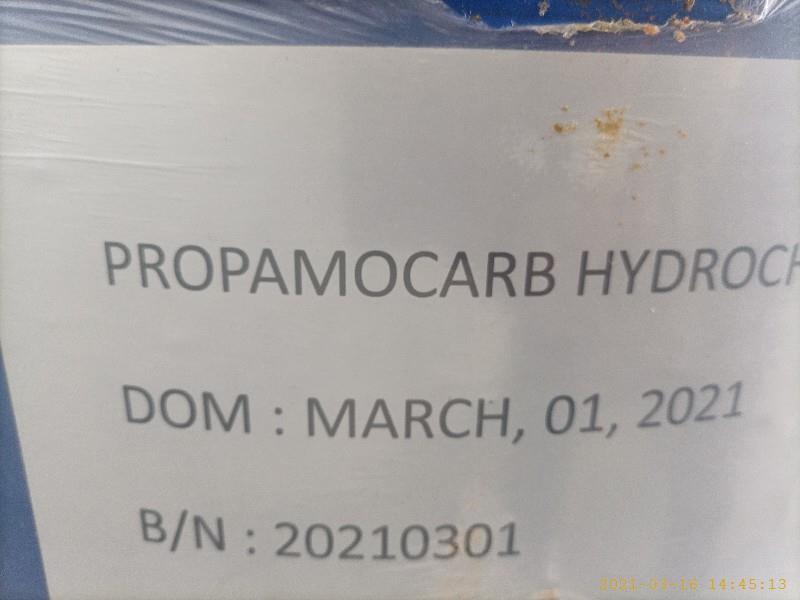 PROPAMOCARB HYDROCH
DOM : MARCH, 01, 2021
B/N : 20210301
2021-03-16 14:45:13